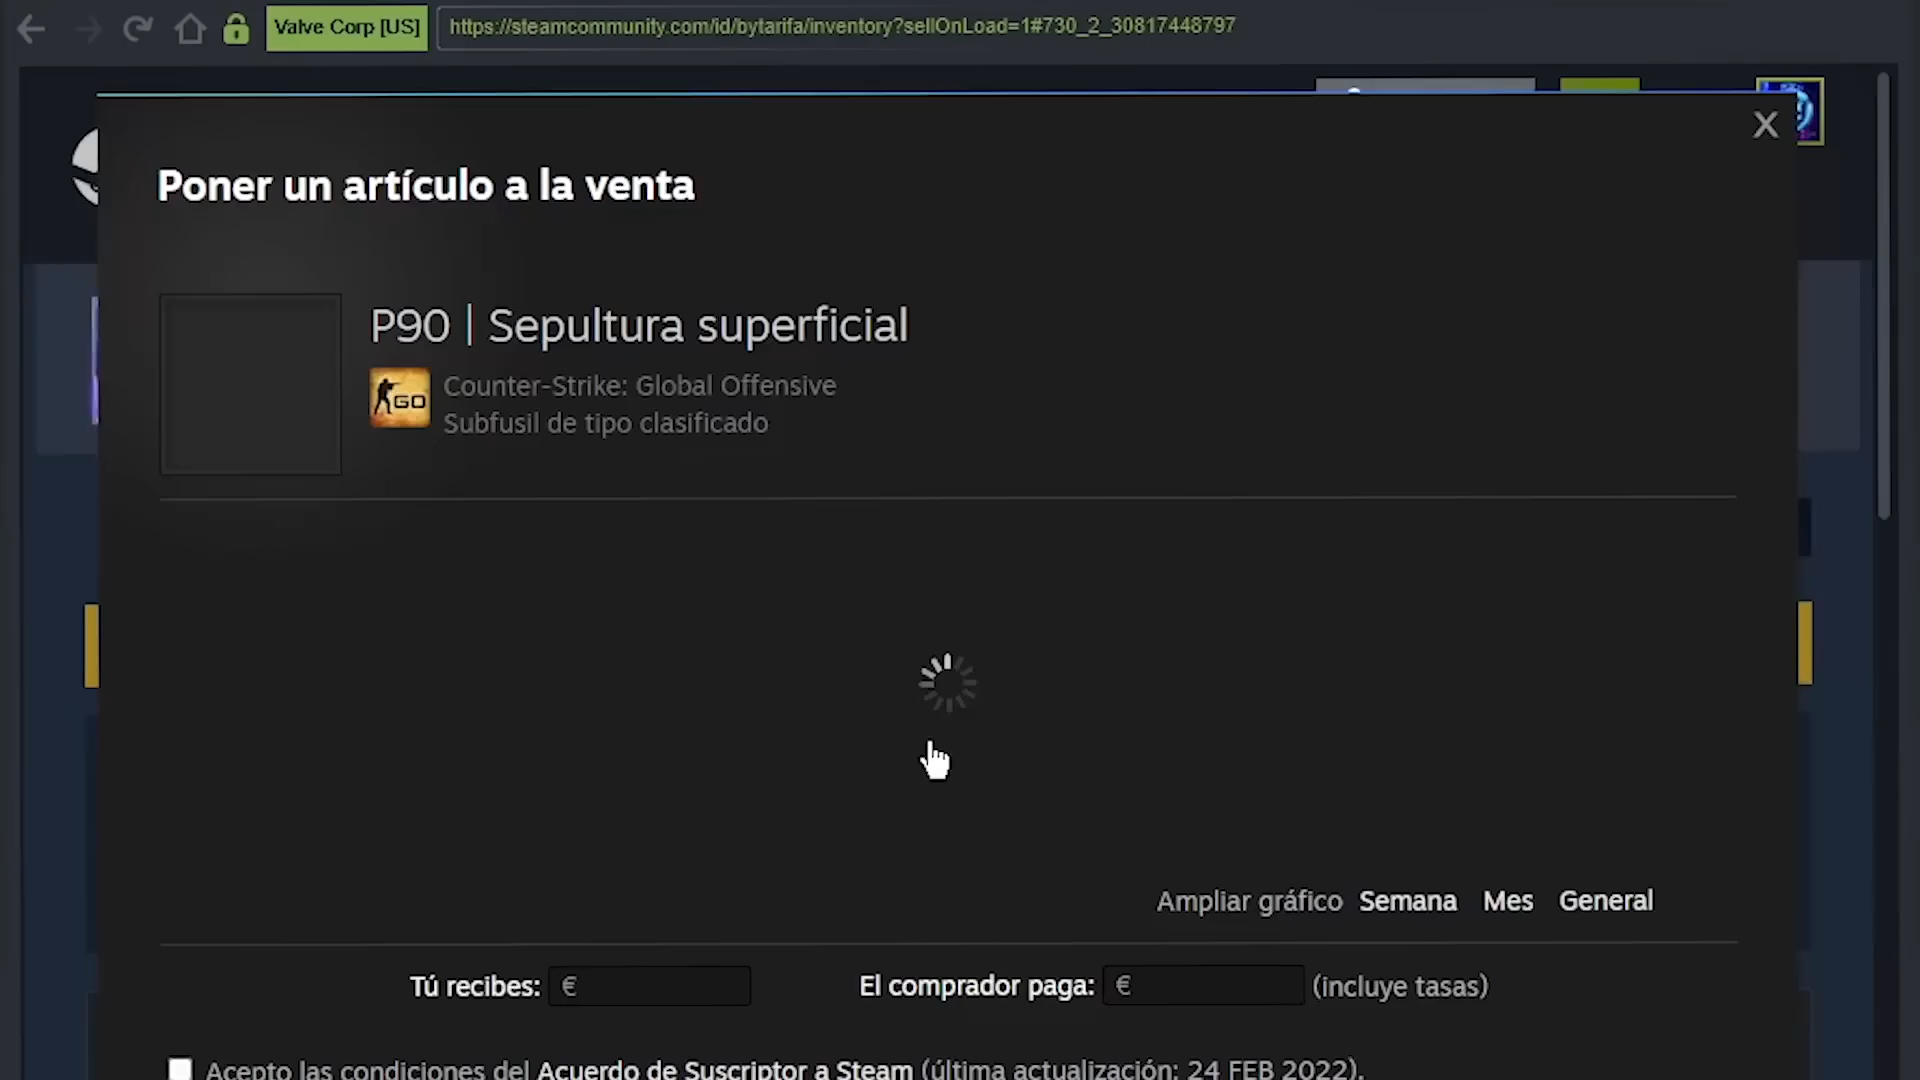 Valve Corp [US]
https://steamcommunity.com/id/bytarifa/inventory?sellOnLoad=1#730_2_30817448797
X
Poner un artículo a la venta
P90 | Sepultura superficial
GO
Counter-Strike: Global Offensive
Subfusil de tipo clasificado
Ampliar gráfico Semana Mes General
Tú recibes: € El comprador paga: € (incluye tasas)
Acepto las condiciones del Acuerdo de Suscriptor a Steam (última actualización: 24 FEB 2022).